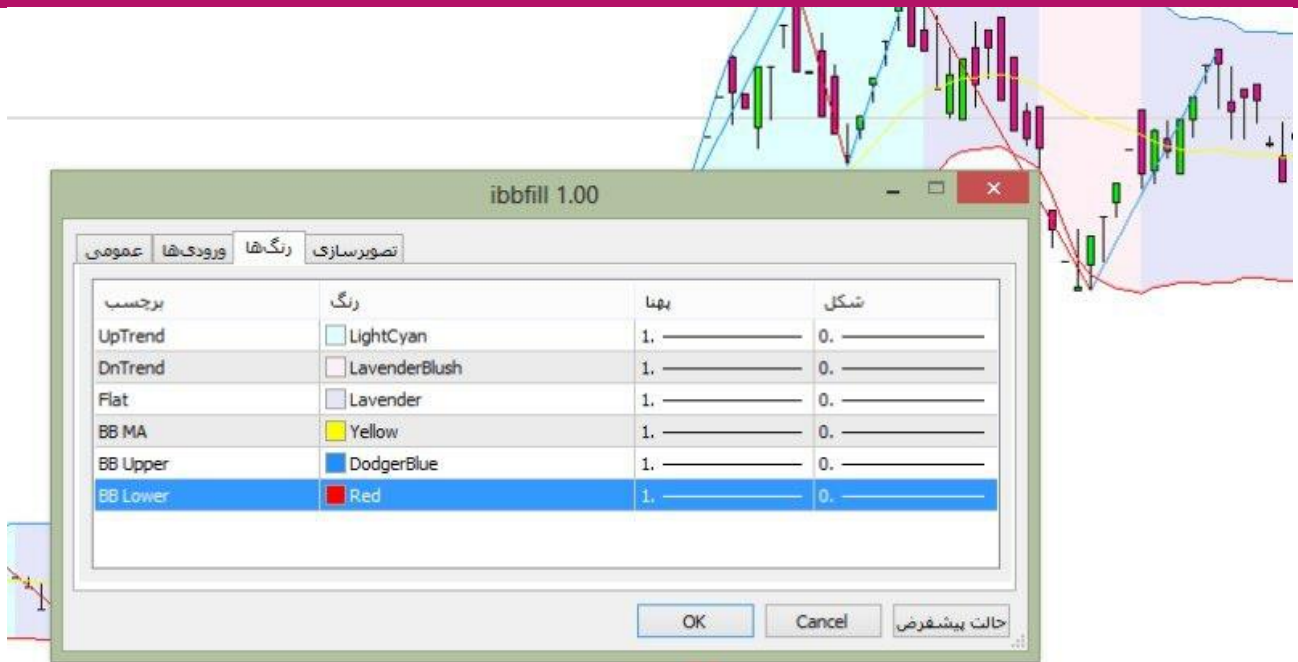 ibbfill 1.00
عمومی ورودی‌ها رنگ‌ها تصویرسازی
برچسب رنگ پهنا شکل
UpTrend LightCyan 1. 0.
DnTrend LavenderBlush 1. 0.
Flat Lavender 1. 0.
BB MA Yellow 1. 0.
BB Upper DodgerBlue 1. 0.
BB Lower Red 1. 0.
OK Cancel حالت پیشفرض